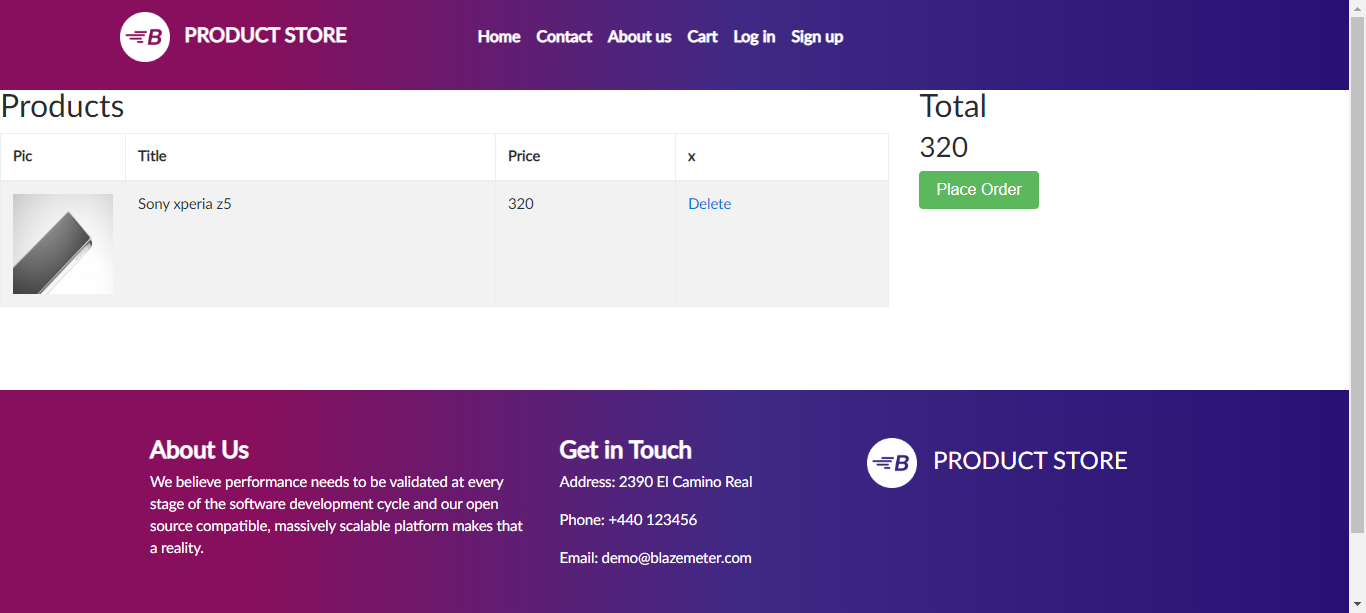 B PRODUCT STORE
Home Contact About us Cart Log in Sign up
Products
Pic Title Price x
Sony xperia z5 320 Delete
Total
320
Place Order
About Us
We believe performance needs to be validated at every
stage of the software development cycle and our open
source compatible, massively scalable platform makes that
a reality.
Get in Touch
Address: 2390 El Camino Real
Phone: +440 123456
Email: demo@blazemeter.com
B PRODUCT STORE